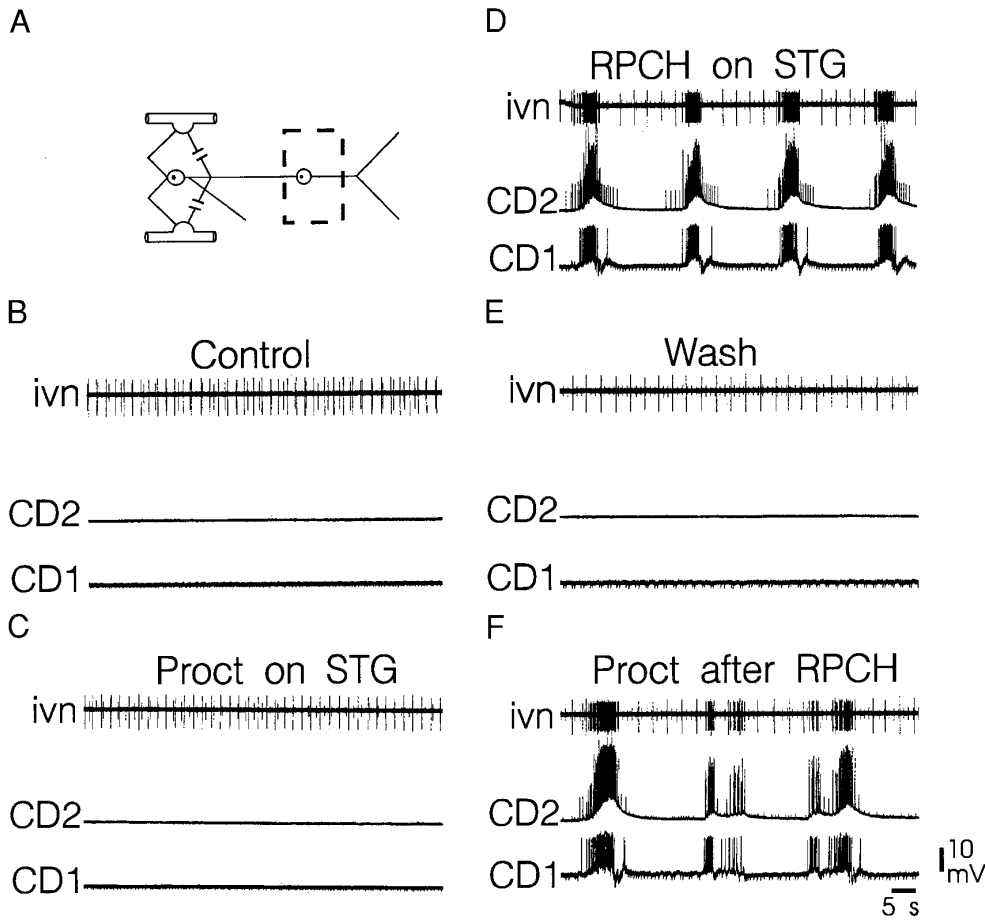 A
B
Control
ivn
CD2
CD1
C
Proct on STG
ivn
CD2
CD1
D
RPCH on STG
ivn
CD2
CD1
E
Wash
ivn
CD2
CD1
F
Proct after RPCH
ivn
CD2
CD1
10
mV
5 s